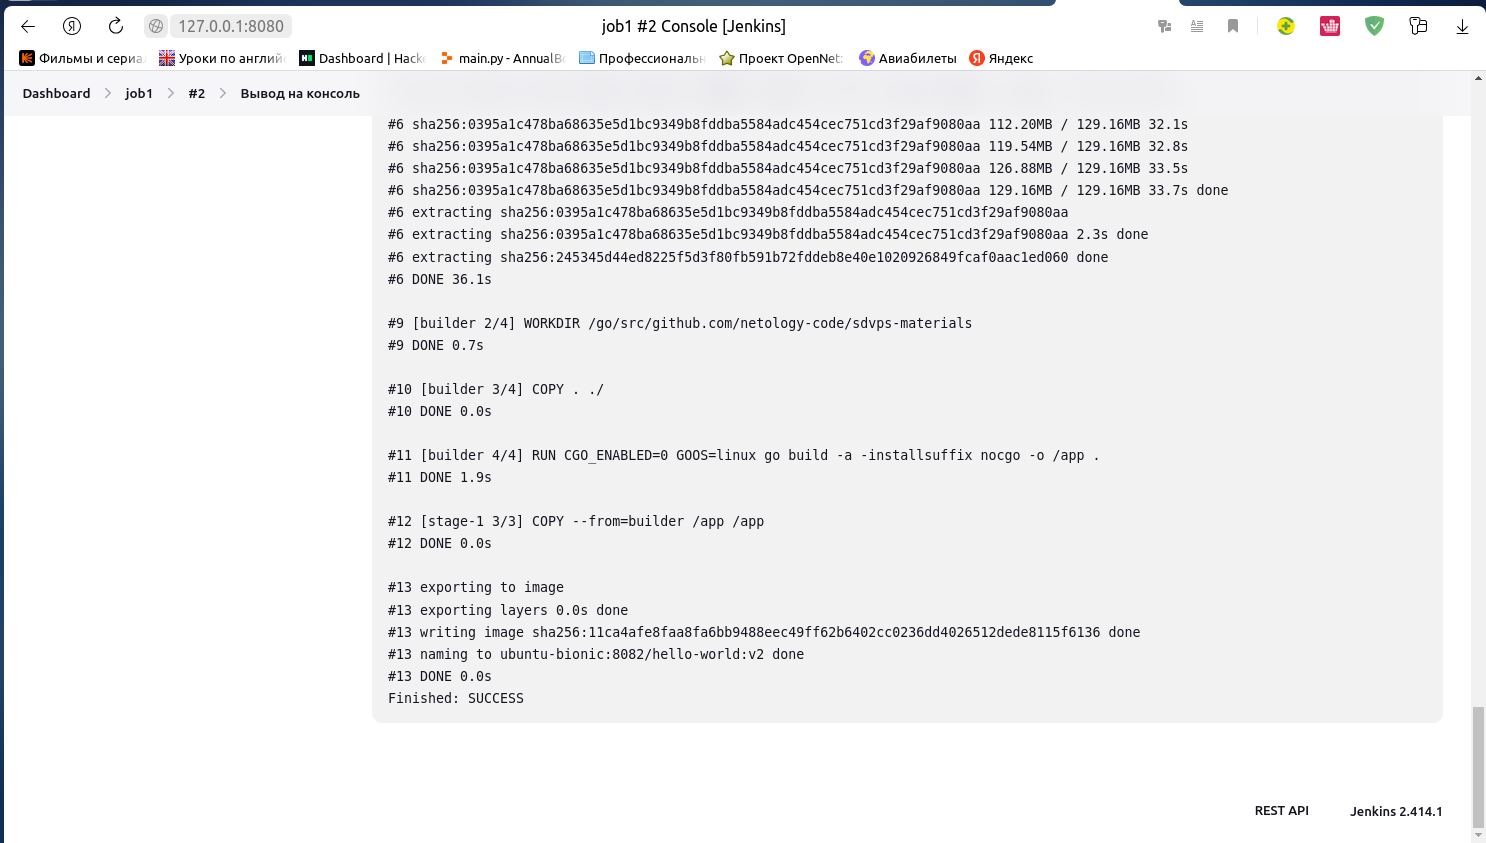 127.0.0.1:8080
job1 #2 Console [Jenkins]
Фильмы и сериа
Уроки по англий
Dashboard | Hack
main.py - AnnualB
Профессиональн
Проект OpenNet:
Авиабилеты
Яндекс
Dashboard
job1
#2
Вывод на консоль
#6 sha256:0395a1c478ba68635e5d1bc9349b8fddba5584adc454cec751cd3f29af9080aa 112.20MB / 129.16MB 32.1s
#6 sha256:0395a1c478ba68635e5d1bc9349b8fddba5584adc454cec751cd3f29af9080aa 119.54MB / 129.16MB 32.8s
#6 sha256:0395a1c478ba68635e5d1bc9349b8fddba5584adc454cec751cd3f29af9080aa 126.88MB / 129.16MB 33.5s
#6 sha256:0395a1c478ba68635e5d1bc9349b8fddba5584adc454cec751cd3f29af9080aa 129.16MB / 129.16MB 33.7s done
#6 extracting sha256:0395a1c478ba68635e5d1bc9349b8fddba5584adc454cec751cd3f29af9080aa
#6 extracting sha256:0395a1c478ba68635e5d1bc9349b8fddba5584adc454cec751cd3f29af9080aa 2.3s done
#6 extracting sha256:245345d44ed8225f5d3f80fb591b72fddeb8e40e1020926849fcaf0aac1ed060 done
#6 DONE 36.1s
#9 [builder 2/4] WORKDIR /go/src/github.com/netology-code/sdvps-materials
#9 DONE 0.7s
#10 [builder 3/4] COPY . ./
#10 DONE 0.0s
#11 [builder 4/4] RUN CGO_ENABLED=0 GOOS=linux go build -a -installsuffix nocgo -o /app .
#11 DONE 1.9s
#12 [stage-1 3/3] COPY --from=builder /app /app
#12 DONE 0.0s
#13 exporting to image
#13 exporting layers 0.0s done
#13 writing image sha256:11ca4afe8faa8fa6bb9488eec49ff62b6402cc0236dd4026512dede8115f6136 done
#13 naming to ubuntu-bionic:8082/hello-world:v2 done
#13 DONE 0.0s
Finished: SUCCESS
REST API
Jenkins 2.414.1